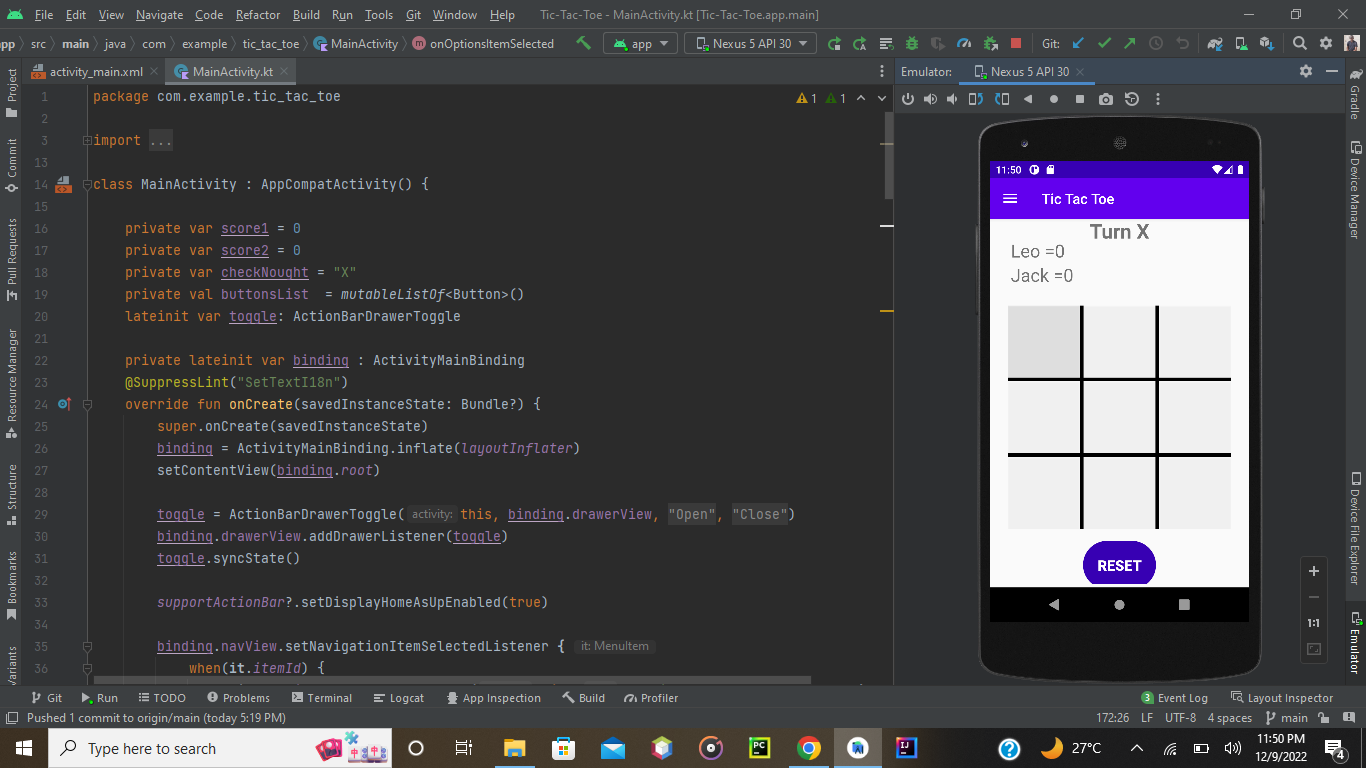 File Edit View Navigate Code Refactor Build Run Tools Git Window Help Tic-Tac-Toe - MainActivity.kt [Tic-Tac-Toe.app.main]
app src main java com example tic_tac_toe MainActivity onOptionsItemSelected app Nexus 5 API 30 Git:
activity_main.xml MainActivity.kt Emulator: Nexus 5 API 30
1 package com.example.tic_tac_toe
1 1
2
3 import ...
13
14 class MainActivity : AppCompatActivity() {
15
16 private var score1 = 0
17 private var score2 = 0
18 private var checkNought = "X"
19 private val buttonsList = mutableListOf<Button>()
20 lateinit var toggle: ActionBarDrawerToggle
21
22 private lateinit var binding : ActivityMainBinding
23 @SuppressLint("SetTextI18n")
24 override fun onCreate(savedInstanceState: Bundle?) {
25 super.onCreate(savedInstanceState)
26 binding = ActivityMainBinding.inflate(layoutInflater)
27 setContentView(binding.root)
28
29 toggle = ActionBarDrawerToggle( activity: this, binding.drawerView, "Open", "Close")
30 binding.drawerView.addDrawerListener(toggle)
31 toggle.syncState()
32
33 supportActionBar?.setDisplayHomeAsUpEnabled(true)
34
35 binding.navView.setNavigationItemSelectedListener { it: MenuItem
36 when(it.itemId) {
Project
Commit
Pull Requests
Resource Manager
Structure
Bookmarks
Variants
11:50
Tic Tac Toe
Turn X
Leo =0
Jack =0
RESET
1:1
Gradle
Device Manager
Device File Explorer
Emulator
Git Run TODO Problems Terminal Logcat App Inspection Build Profiler 3 Event Log Layout Inspector
Pushed 1 commit to origin/main (today 5:19 PM) 172:26 LF UTF-8 4 spaces main
Type here to search
PC
IJ
27°C
11:50 PM
12/9/2022
4